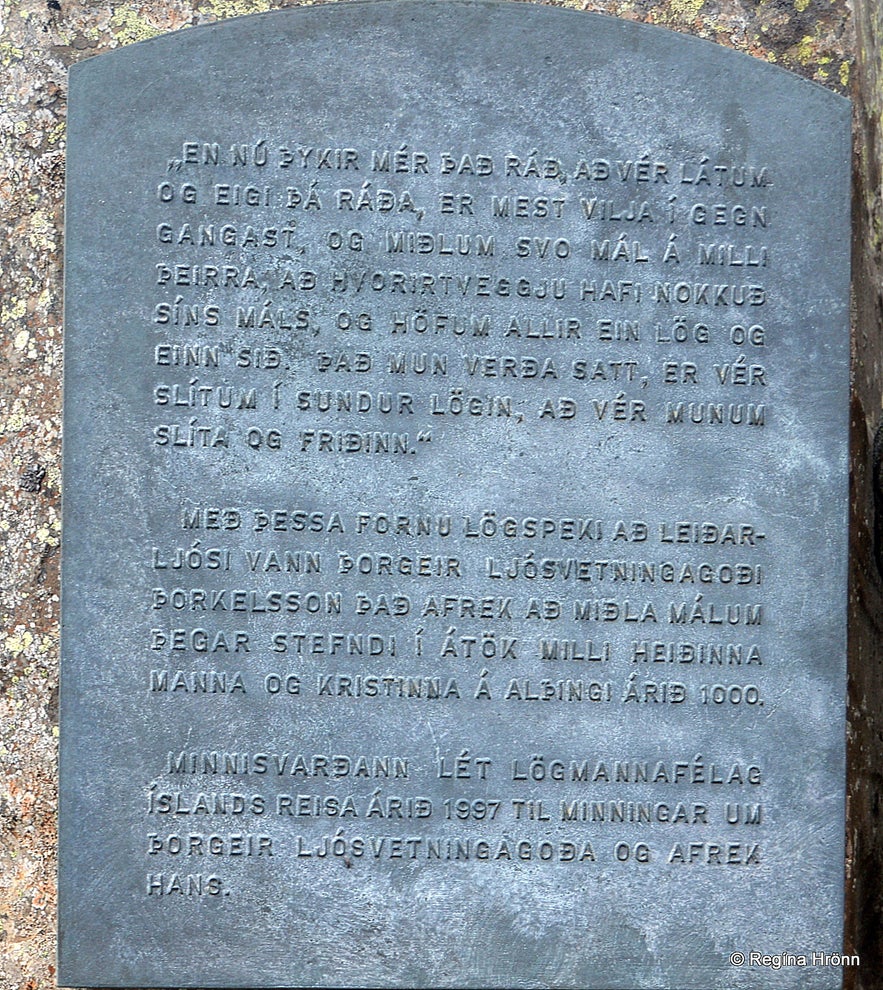 „EN NÚ ÞYKIR MÉR ÞAÐ RÁÐ, AÐ VÉR LÁTUM
OG EIGI ÞÁ RÁÐA, ER MEST VILJA Í GEGN
GANGAST, OG MIÐLUM SVO MÁL Á MILLI
ÞEIRRA, AÐ HVORIRTVEGGJU HAFI NOKKUÐ
SÍNS MÁLS, OG HÖFUM ALLIR EIN LÖG OG
EINN SIÐ. ÞAÐ MUN VERÐA SATT, ER VÉR
SLÍTUM Í SUNDUR LÖGIN, AÐ VÉR MUNUM
SLÍTA OG FRIÐINN.“
MEÐ ÞESSA FORNU LÖGSPEKI AÐ LEIÐAR-
LJÓSI VANN ÞORGEIR LJÓSVETNINGAGOÐI
ÞORKELSSON ÞAÐ AFREK AÐ MIÐLA MÁLUM
ÞEGAR STEFNDI Í ÁTÖK MILLI HEIÐINNA
MANNA OG KRISTINNA Á ALÞINGI ÁRIÐ 1000.
MINNISVARÐANN LÉT LÖGMANNAFÉLAG
ÍSLANDS REISA ÁRIÐ 1997 TIL MINNINGAR UM
ÞORGEIR LJÓSVETNINGAGOÐA OG AFREK
HANS.
© Regína Hrönn